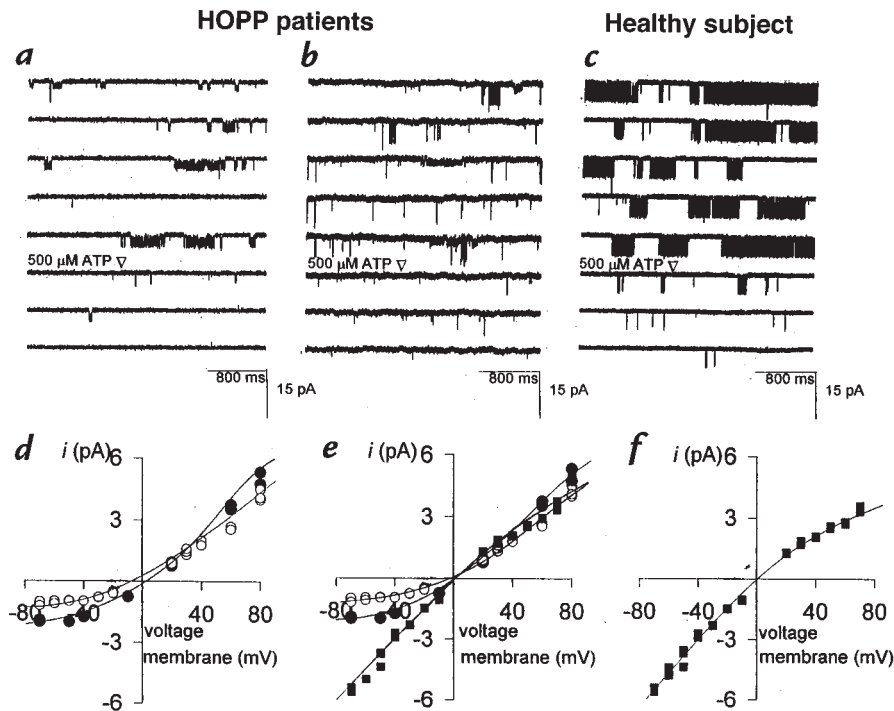 HOPP patients
Healthy subject
a
b
c
500 µM ATP
500 µM ATP
500 µM ATP
800 ms
15 pA
800 ms
15 pA
800 ms
15 pA
d
i (pA)
6
3
-80
-40
40
80
-3
-6
voltage
membrane (mV)
e
i (pA)
6
3
-80
-40
40
80
-3
-6
voltage
membrane (mV)
f
i (pA)
6
3
-80
-40
40
80
-3
-6
voltage
membrane (mV)